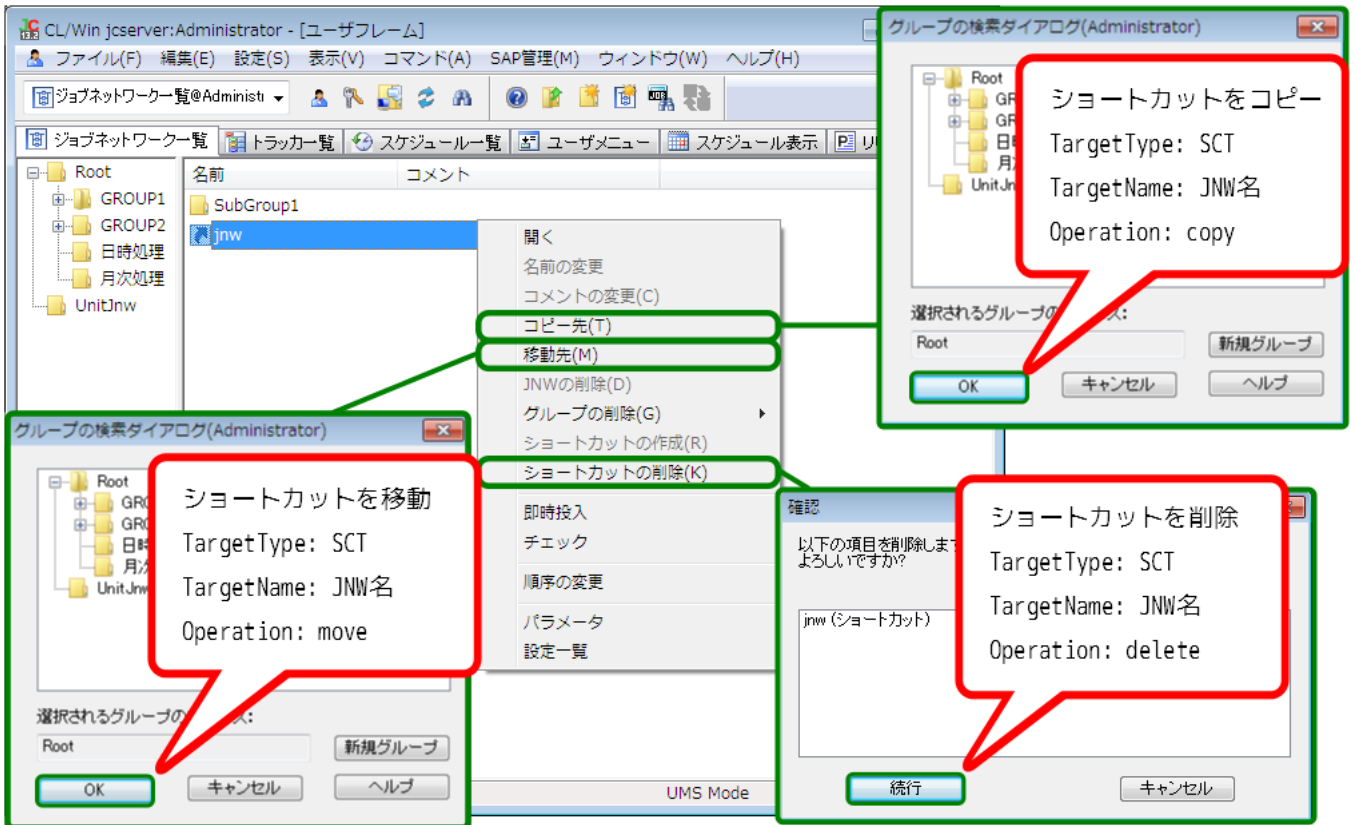 CL/Win jcserver:Administrator - [ユーザフレーム]
ファイル(F) 編集(E) 設定(S) 表示(V) コマンド(A) SAP管理(M) ウィンドウ(W) ヘルプ(H)
ジョブネットワーク一覧@Administr
ジョブネットワーク一覧 トラッカ一覧 スケジュール一覧 ユーザメニュー スケジュール表示
Root
GROUP1
GROUP2
日時処理
月次処理
UnitJnw
名前 コメント
SubGroup1
jnw
開く
名前の変更
コメントの変更(C)
コピー先(T)
移動先(M)
JNWの削除(D)
グループの削除(G)
ショートカットの作成(R)
ショートカットの削除(K)
即時投入
チェック
順序の変更
パラメータ
設定一覧
UMS Mode
グループの検索ダイアログ(Administrator)
Root
GR
GR
日
月
UnitJn
ショートカットをコピー
TargetType: SCT
TargetName: JNW名
Operation: copy
選択されるグループの ス:
Root
新規グループ
OK
キャンセル
ヘルプ
グループの検索ダイアログ(Administrator)
Root
GRO
GRO
日時
月次
UnitJnw
ショートカットを移動
TargetType: SCT
TargetName: JNW名
Operation: move
選択されるグループの ス:
Root
新規グループ
OK
キャンセル
ヘルプ
確認
以下の項目を削除します
よろしいですか?
jnw (ショートカット)
ショートカットを削除
TargetType: SCT
TargetName: JNW名
Operation: delete
続行
キャンセル